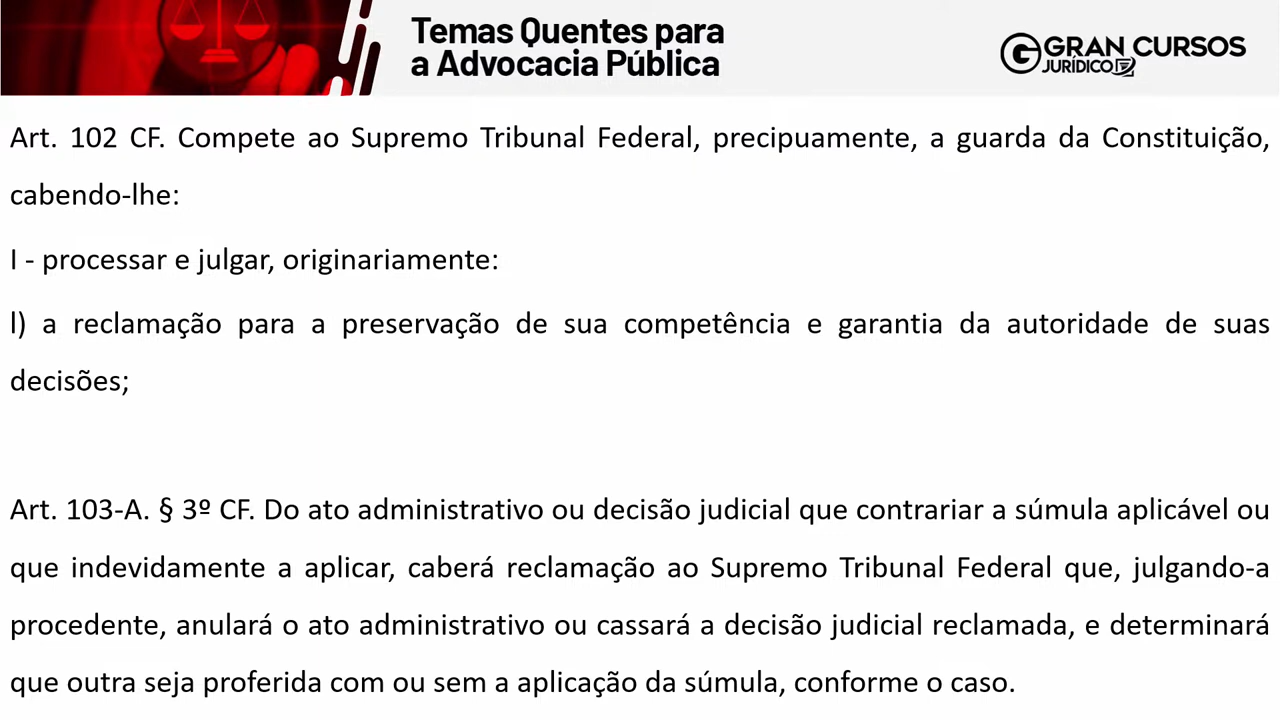 Temas Quentes para
a Advocacia Pública
GRAN CURSOS
JURÍDICO
Art. 102 CF. Compete ao Supremo Tribunal Federal, precipuamente, a guarda da Constituição,
cabendo-lhe:
I - processar e julgar, originariamente:
l) a reclamação para a preservação de sua competência e garantia da autoridade de suas
decisões;
Art. 103-A. § 3º CF. Do ato administrativo ou decisão judicial que contrariar a súmula aplicável ou
que indevidamente a aplicar, caberá reclamação ao Supremo Tribunal Federal que, julgando-a
procedente, anulará o ato administrativo ou cassará a decisão judicial reclamada, e determinará
que outra seja proferida com ou sem a aplicação da súmula, conforme o caso.